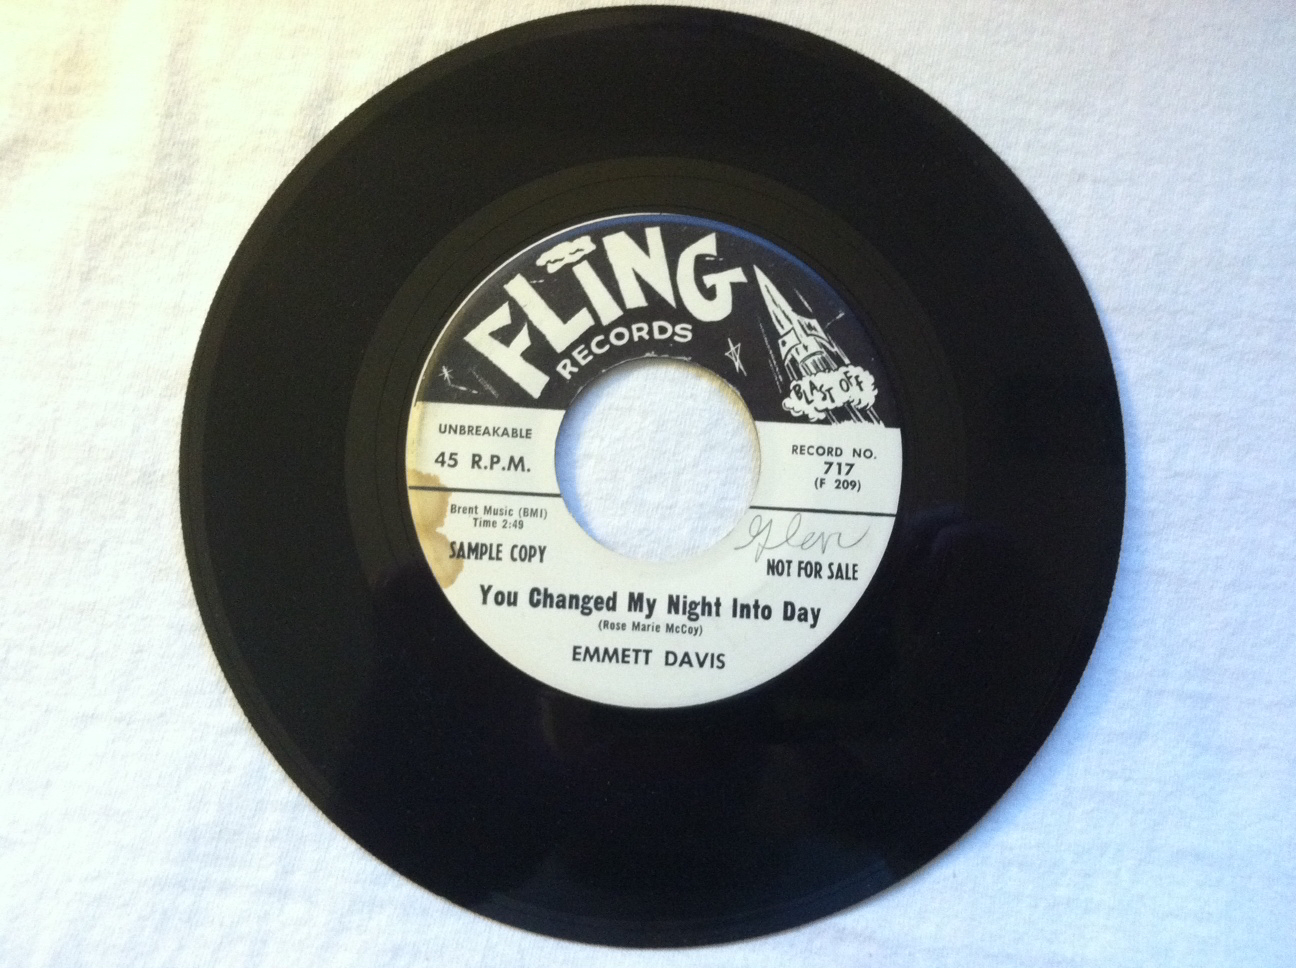 FLING
RECORDS
BLAST OFF
UNBREAKABLE
45 R.P.M.
RECORD NO.
717
(F 209)
Brent Music (BMI)
Time 2:49
SAMPLE COPY
Glenn
NOT FOR SALE
You Changed My Night Into Day
(Rose Marie McCoy)
EMMETT DAVIS